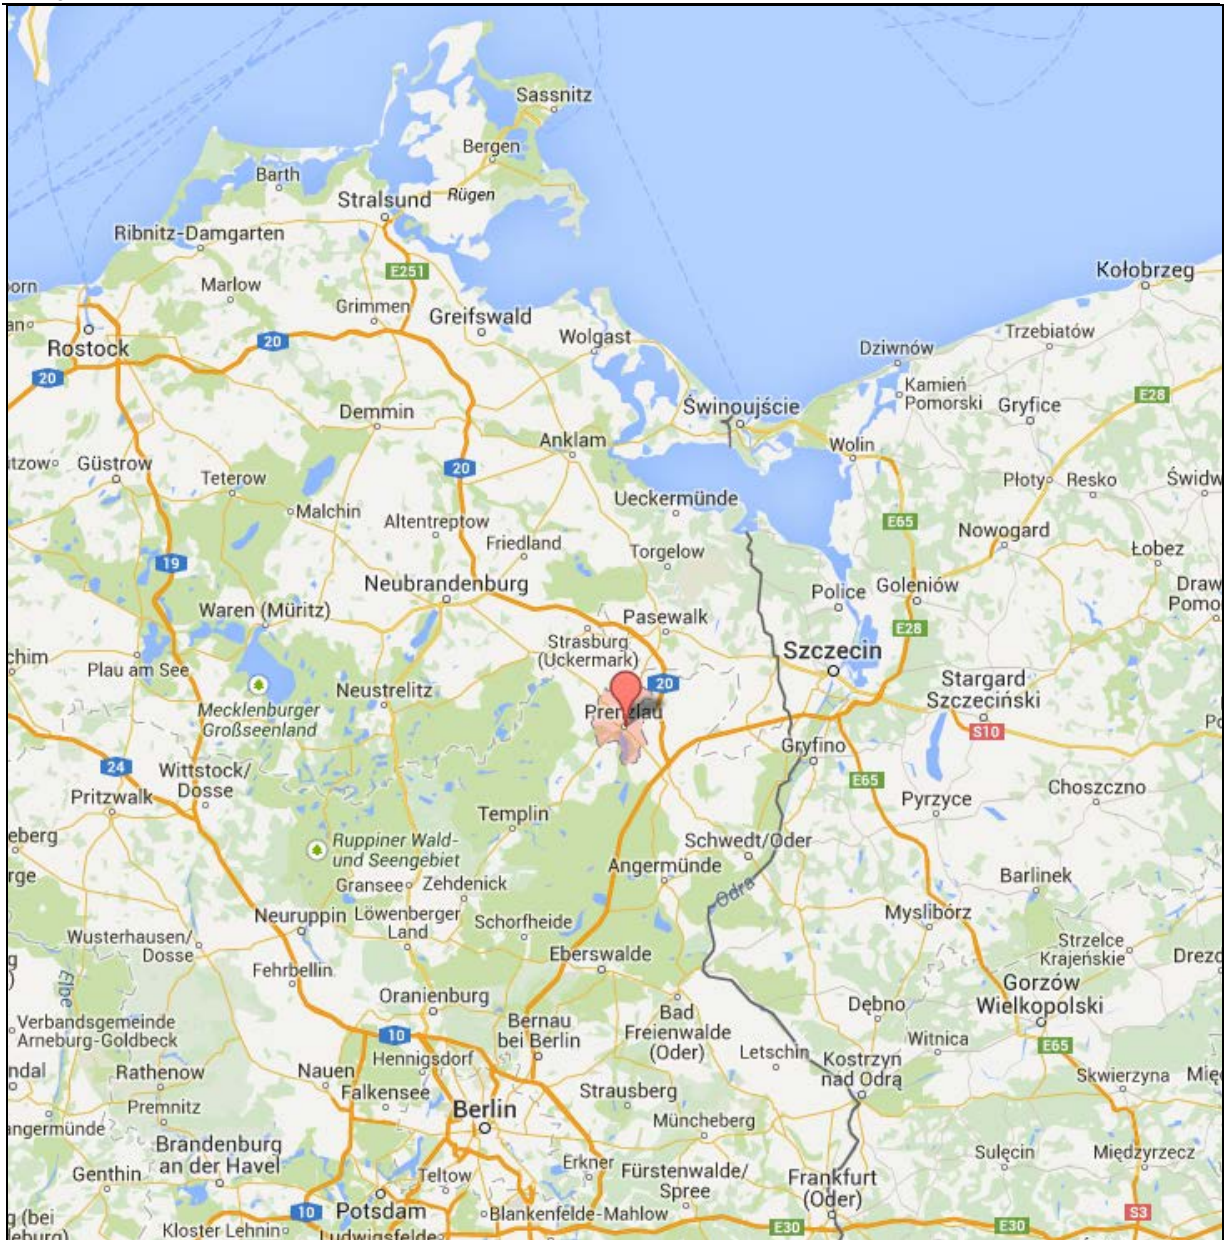 Sassnitz
Bergen
Barth
Stralsund
Rügen
Ribnitz-Damgarten
E251
Kołobrzeg
Marlow
Grimmen
Greifswald
Wolgast
Trzebiatów
Rostock
20
Dziwnów
20
Kamień
Pomorski
Gryfice
E28
Demmin
Świnoujście
Anklam
Wolin
Güstrow
20
Teterow
Płoty
Resko
Ueckermünde
Malchin
Altentreptow
E65
Nowogard
Friedland
Torgelow
Łobez
19
Neubrandenburg
Police
Goleniów
Waren (Müritz)
Pasewalk
E28
Strasburg
(Uckermark)
Szczecin
Plau am See
20
Stargard
Szczeciński
Neustrelitz
Mecklenburger
Großseenland
Prenzlau
S10
Gryfino
24
Wittstock/
Dosse
E65
Choszczno
Pritzwalk
Pyrzyce
Templin
Ruppiner Wald-
und Seengebiet
Schwedt/Oder
Angermünde
Barlinek
Gransee
Zehdenick
Odra
Neuruppin
Löwenberger
Land
Schorfheide
Myslibórz
Wusterhausen/
Dosse
Eberswalde
Strzelce
Krajeńskie
Fehrbellin
Elbe
Oranienburg
Gorzów
Wielkopolski
Bad
Freienwalde
(Oder)
Dębno
Verbandsgemeinde
Arneburg-Goldbeck
10
Bernau
bei Berlin
Witnica
E65
Letschin
Kostrzyn
nad Odrą
Hennigsdorf
Rathenow
Nauen
Skwierzyna
Falkensee
Strausberg
Premnitz
Berlin
Müncheberg
Brandenburg
an der Havel
Sulęcin
Międzyrzecz
Genthin
Teltow
Erkner
Fürstenwalde/
Spree
Frankfurt
(Oder)
10
Potsdam
Blankenfelde-Mahlow
S3
Kloster Lehnin
E30
E30
Ludwigsfelde